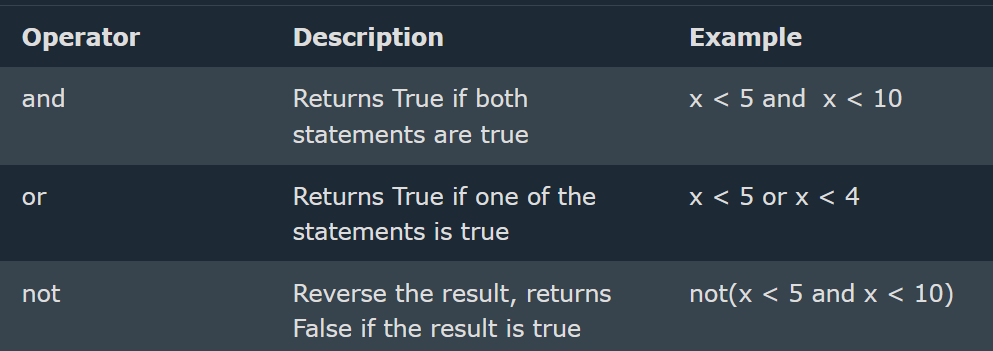 Operator Description Example
and Returns True if both x < 5 and  x < 10
statements are true
or Returns True if one of the x < 5 or x < 4
statements is true
not Reverse the result, returns not(x < 5 and x < 10)
False if the result is true